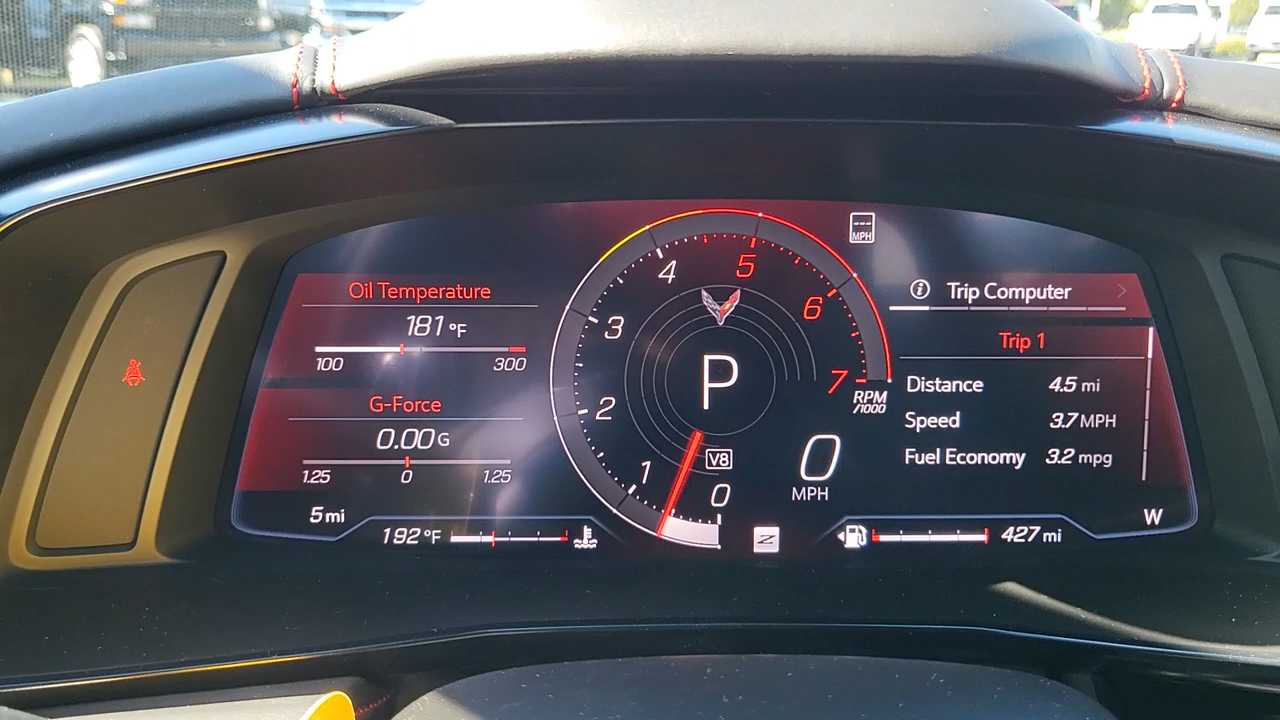 Oil Temperature
181 °F
100 300
G-Force
0.00 G
1.25 0 1.25
5 mi
192 °F
4
5
3
6
2
7
1
0
RPM
/1000
P
V8
0
MPH
Z
--- 
MPH
Trip Computer
Trip 1
Distance 4.5 mi
Speed 3.7 MPH
Fuel Economy 3.2 mpg
W
427 mi